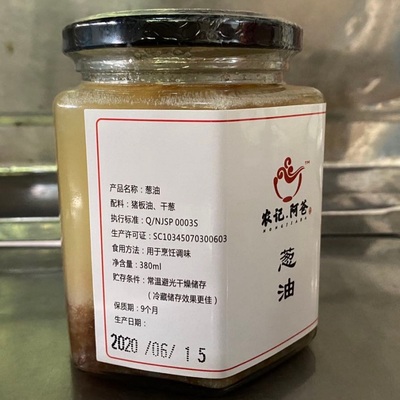 产品名称：葱油
配料：猪板油、干葱
执行标准：Q/NJSP 0003S
生产许可证：SC10345070300603
食用方法：用于烹饪调味
净含量：380ml
贮存条件：常温避光干燥储存
（冷藏储存效果更佳）
保质期：9个月
生产日期：
2020 /06/ 15
TM
农记.阿爸
葱油